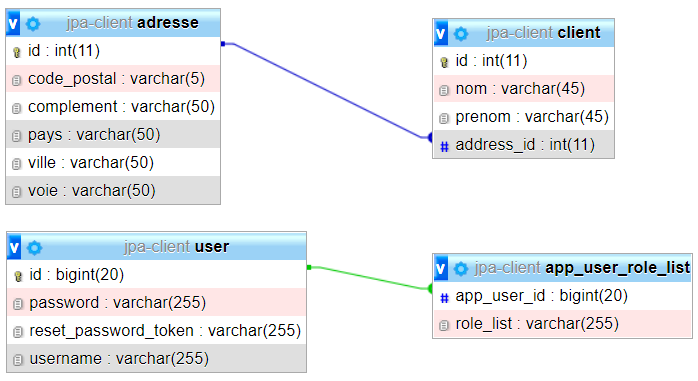 v jpa-client adresse
id : int(11)
code_postal : varchar(5)
complement : varchar(50)
pays : varchar(50)
ville : varchar(50)
voie : varchar(50)
v jpa-client client
id : int(11)
nom : varchar(45)
prenom : varchar(45)
# address_id : int(11)
v jpa-client user
id : bigint(20)
password : varchar(255)
reset_password_token : varchar(255)
username : varchar(255)
v jpa-client app_user_role_list
# app_user_id : bigint(20)
role_list : varchar(255)